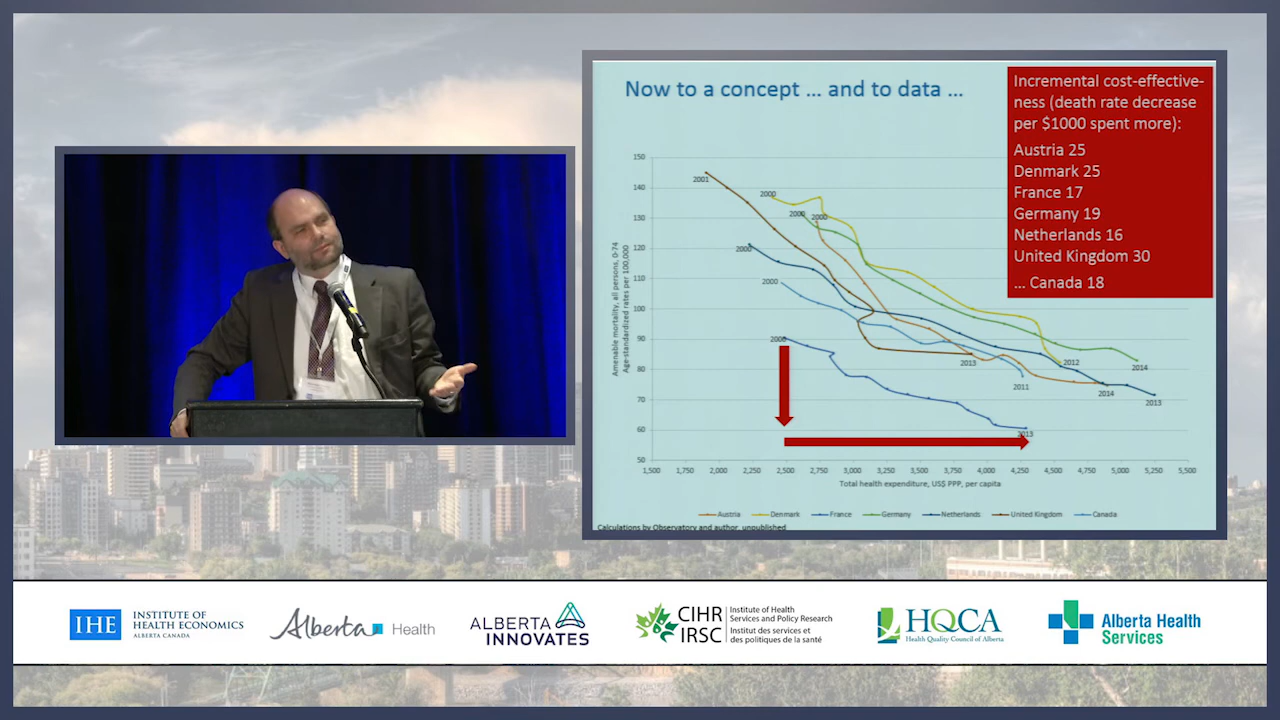 Now to a concept ... and to data ...
Incremental cost-effective-
ness (death rate decrease
per $1000 spent more):
Austria 25
Denmark 25
France 17
Germany 19
Netherlands 16
United Kingdom 30
... Canada 18
Amenable mortality, all persons, 0-74
Age-standardized rates per 100,000
150
140
130
120
110
100
90
80
70
60
50
2001
2000
2000
2000
2000
2000
2013
2012
2014
2011
2014
2013
2013
1,500
1,750
2,000
2,250
2,500
2,750
3,000
3,250
3,500
3,750
4,000
4,250
4,500
4,750
5,000
5,250
5,500
Total health expenditure, US$ PPP, per capita
Austria
Denmark
France
Germany
Netherlands
United Kingdom
Canada
Calculations by Observatory and author, unpublished
IHE
INSTITUTE OF
HEALTH ECONOMICS
ALBERTA CANADA
Alberta Health
ALBERTA
INNOVATES
CIHR
IRSC
Institute of Health
Services and Policy Research
Institut des services et
des politiques de la santé
HQCA
Health Quality Council of Alberta
Alberta Health
Services